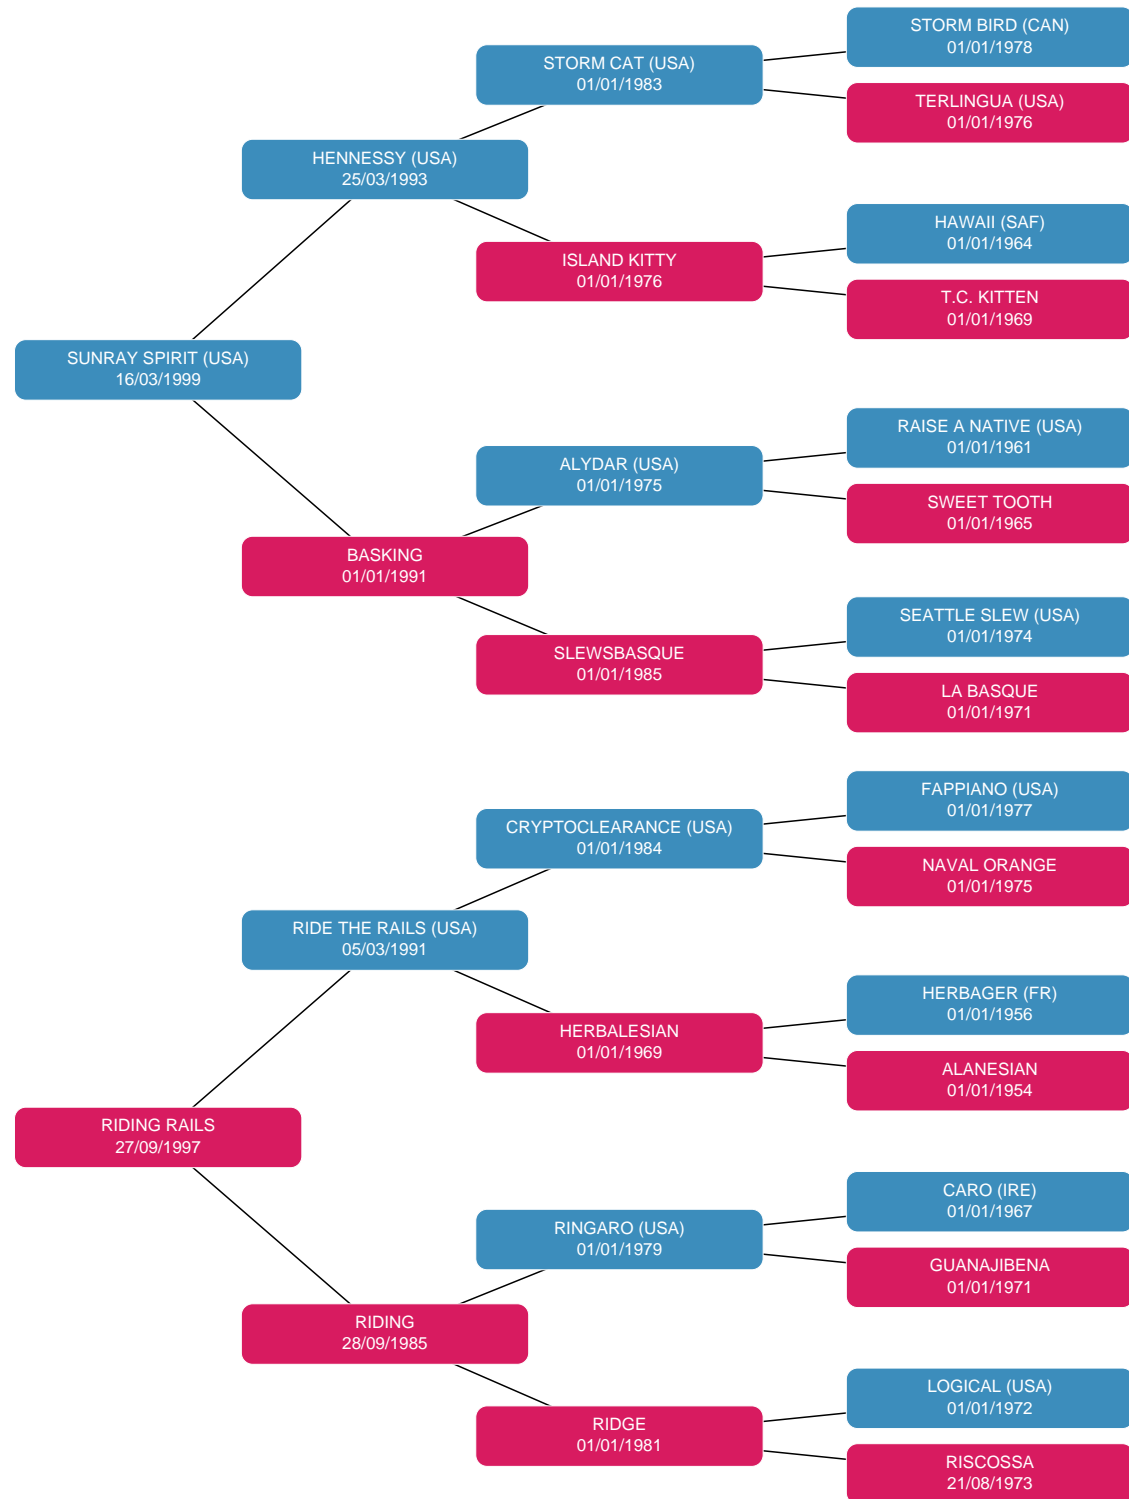 STORM BIRD (CAN)
01/01/1978
STORM CAT (USA)
01/01/1983
TERLINGUA (USA)
01/01/1976
HENNESSY (USA)
25/03/1993
HAWAII (SAF)
01/01/1964
ISLAND KITTY
01/01/1976
T.C. KITTEN
01/01/1969
SUNRAY SPIRIT (USA)
16/03/1999
RAISE A NATIVE (USA)
01/01/1961
ALYDAR (USA)
01/01/1975
SWEET TOOTH
01/01/1965
BASKING
01/01/1991
SEATTLE SLEW (USA)
01/01/1974
SLEWSBASQUE
01/01/1985
LA BASQUE
01/01/1971
FAPPIANO (USA)
01/01/1977
CRYPTOCLEARANCE (USA)
01/01/1984
NAVAL ORANGE
01/01/1975
RIDE THE RAILS (USA)
05/03/1991
HERBAGER (FR)
01/01/1956
HERBALESIAN
01/01/1969
ALANESIAN
01/01/1954
RIDING RAILS
27/09/1997
CARO (IRE)
01/01/1967
RINGARO (USA)
01/01/1979
GUANAJIBENA
01/01/1971
RIDING
28/09/1985
LOGICAL (USA)
01/01/1972
RIDGE
01/01/1981
RISCOSSA
21/08/1973